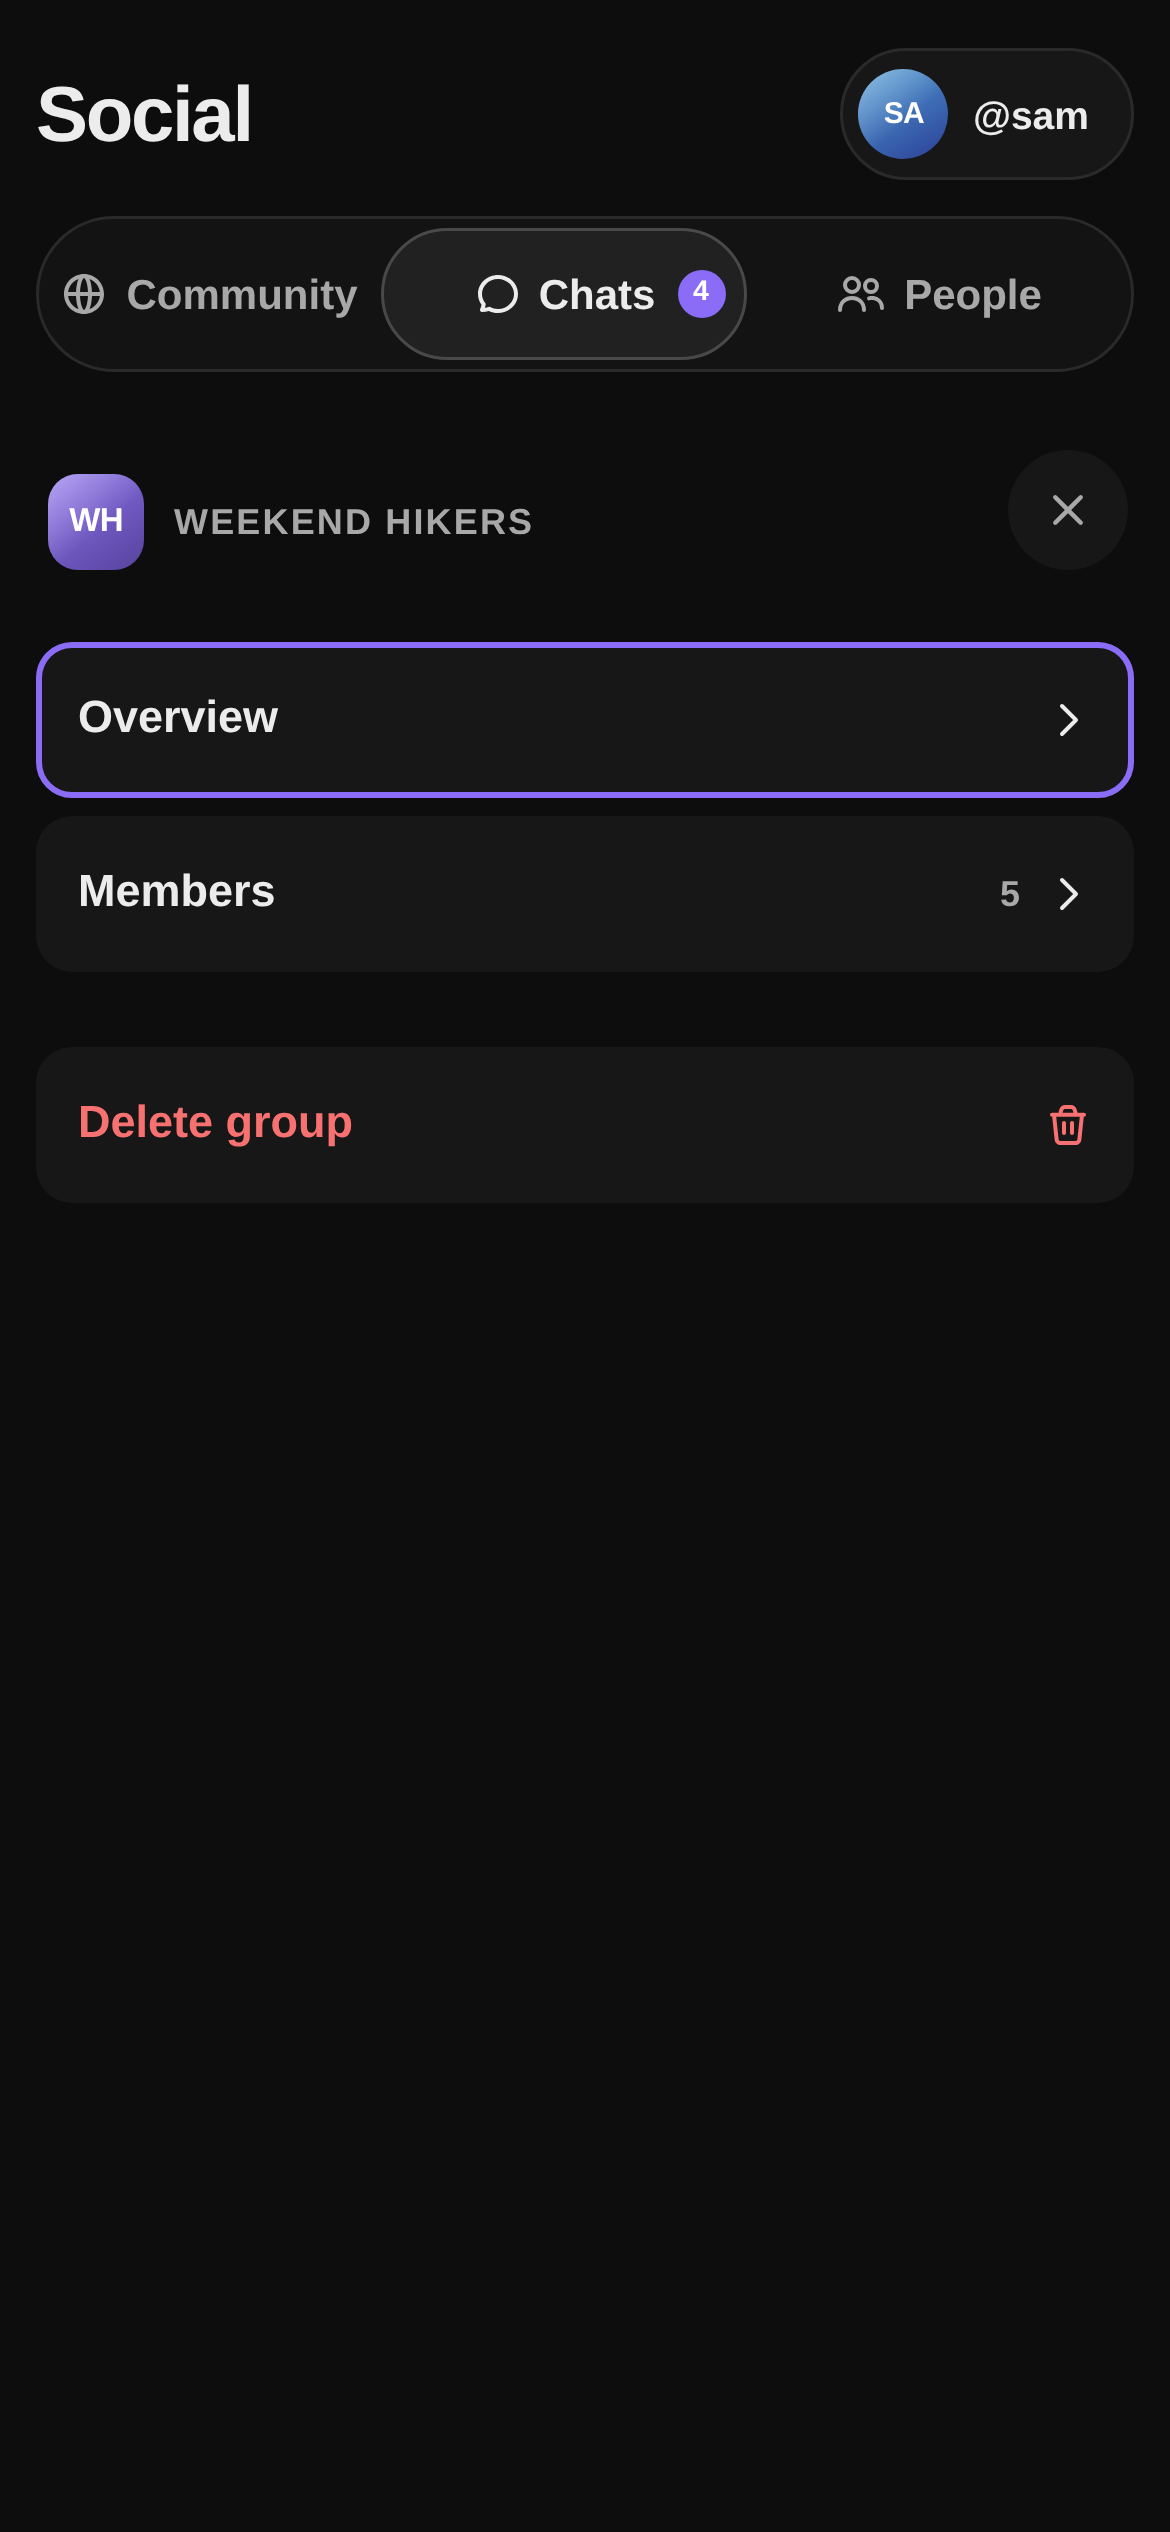 Social
SA @sam
Community Chats 4 People
WH WEEKEND HIKERS
Overview
Members 5
Delete group